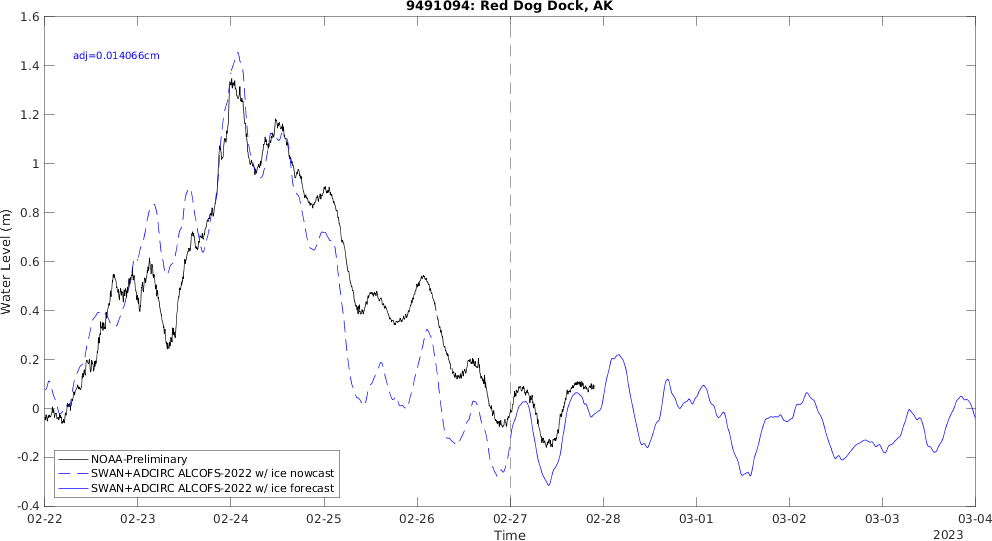 9491094: Red Dog Dock, AK
adj=0.014066cm
Water Level (m)
1.6
1.4
1.2
1
0.8
0.6
0.4
0.2
0
-0.2
-0.4
NOAA-Preliminary
SWAN+ADCIRC ALCOFS-2022 w/ ice nowcast
SWAN+ADCIRC ALCOFS-2022 w/ ice forecast
02-22 02-23 02-24 02-25 02-26 02-27 02-28 03-01 03-02 03-03 03-04
Time
2023